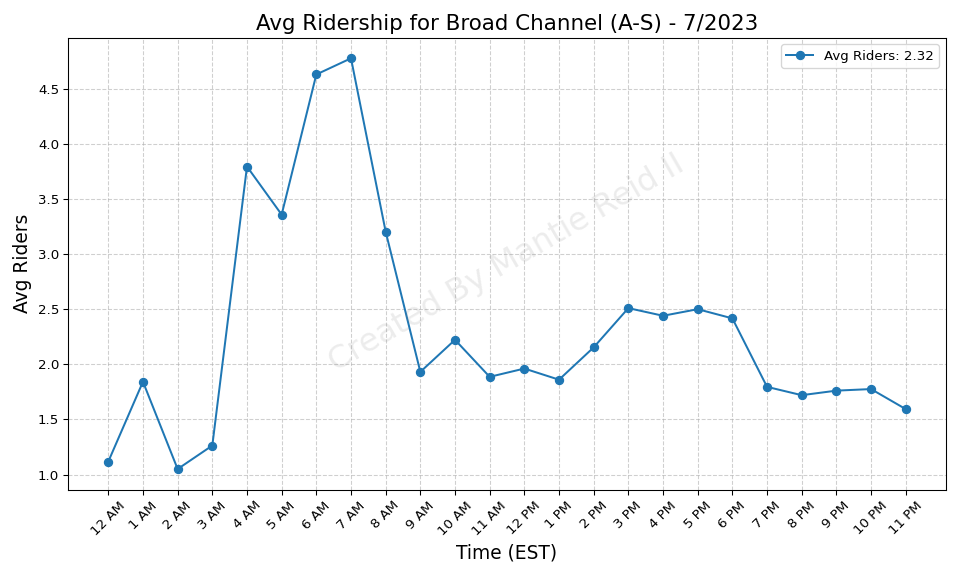 Avg Ridership for Broad Channel (A-S) - 7/2023
Avg Riders: 2.32
Avg Riders
4.5
4.0
3.5
3.0
2.5
2.0
1.5
1.0
Created By Mantie Reid II
12 AM
1 AM
2 AM
3 AM
4 AM
5 AM
6 AM
7 AM
8 AM
9 AM
10 AM
11 AM
12 PM
1 PM
2 PM
3 PM
4 PM
5 PM
6 PM
7 PM
8 PM
9 PM
10 PM
11 PM
Time (EST)